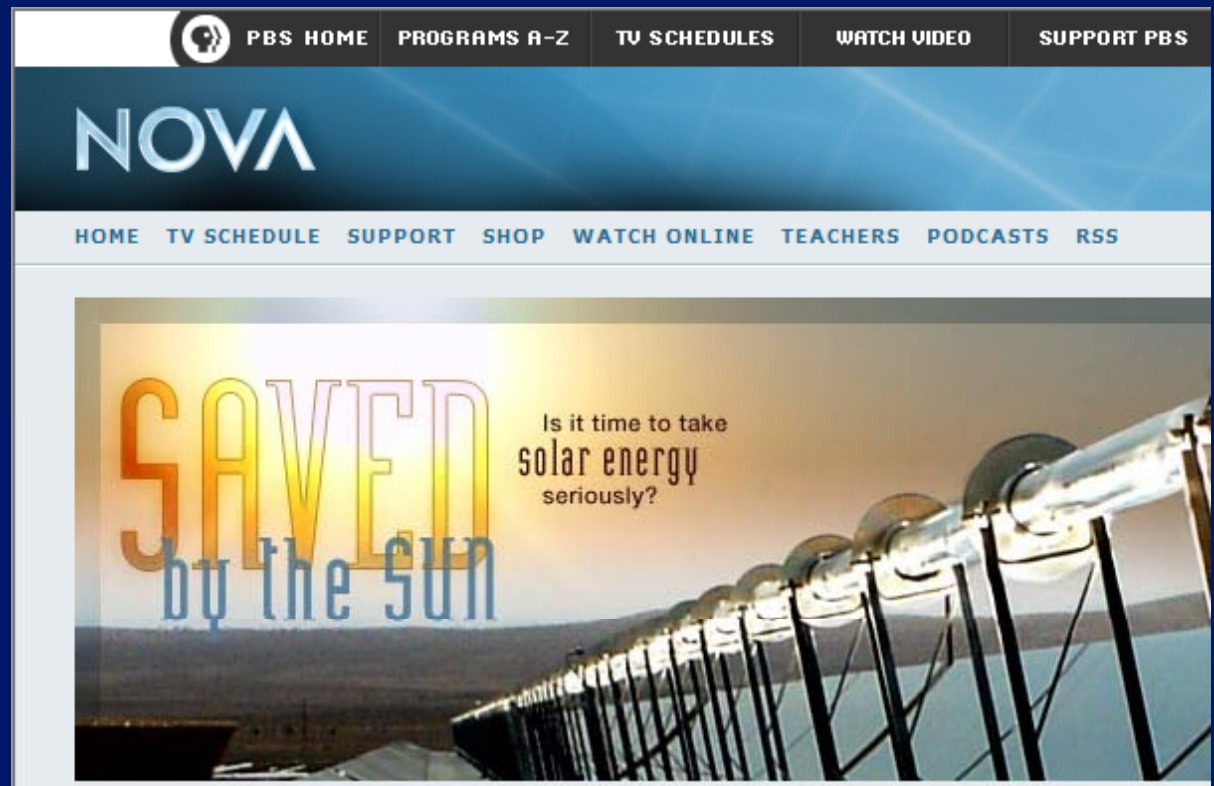 PBS HOME PROGRAMS A-Z TV SCHEDULES WATCH VIDEO SUPPORT PBS
NOVA
HOME TV SCHEDULE SUPPORT SHOP WATCH ONLINE TEACHERS PODCASTS RSS
SAVED
by the SUN
Is it time to take
solar energy
seriously?